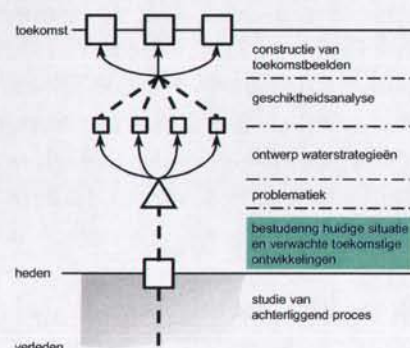 toekomst
constructie van
toekomstbeelden
geschiktheidsanalyse
ontwerp waterstrategieën
problematiek
bestudering huidige situatie
en verwachte toekomstige
ontwikkelingen
heden
studie van
achterliggend proces
verleden